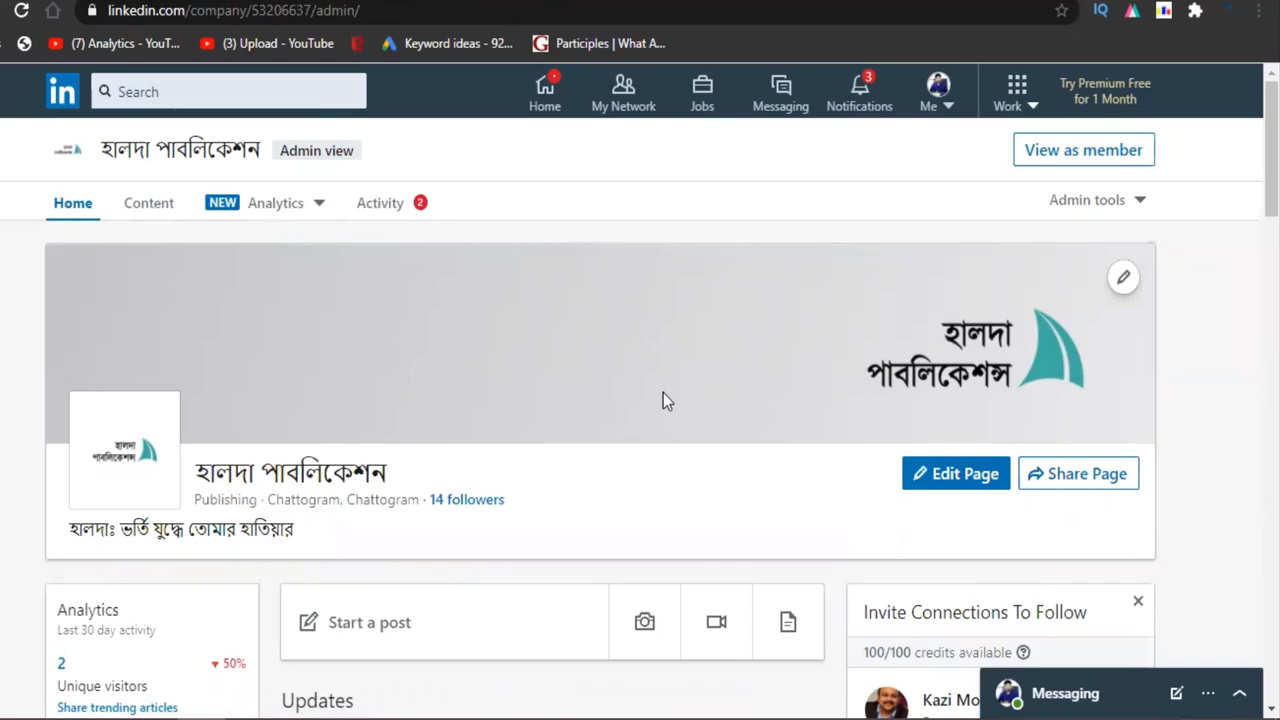 linkedin.com/company/53206637/admin/
(7) Analytics - YouT...
(3) Upload - YouTube
Keyword ideas - 92...
Participles | What A...
in
Search
Home
My Network
Jobs
Messaging
3
Notifications
Me
Work
Try Premium Free
for 1 Month
হালদা পাবলিকেশন
Admin view
View as member
Home
Content
NEW
Analytics
Activity
2
Admin tools
হালদা
পাবলিকেশন্স
হালদা
পাবলিকেশন্স
হালদা পাবলিকেশন
Edit Page
Share Page
Publishing · Chattogram, Chattogram · 14 followers
হালদাঃ ভর্তি যুদ্ধে তোমার হাতিয়ার
Analytics
Last 30 day activity
2
50%
Unique visitors
Share trending articles
Start a post
Updates
Invite Connections To Follow
100/100 credits available
Kazi Mo
Messaging